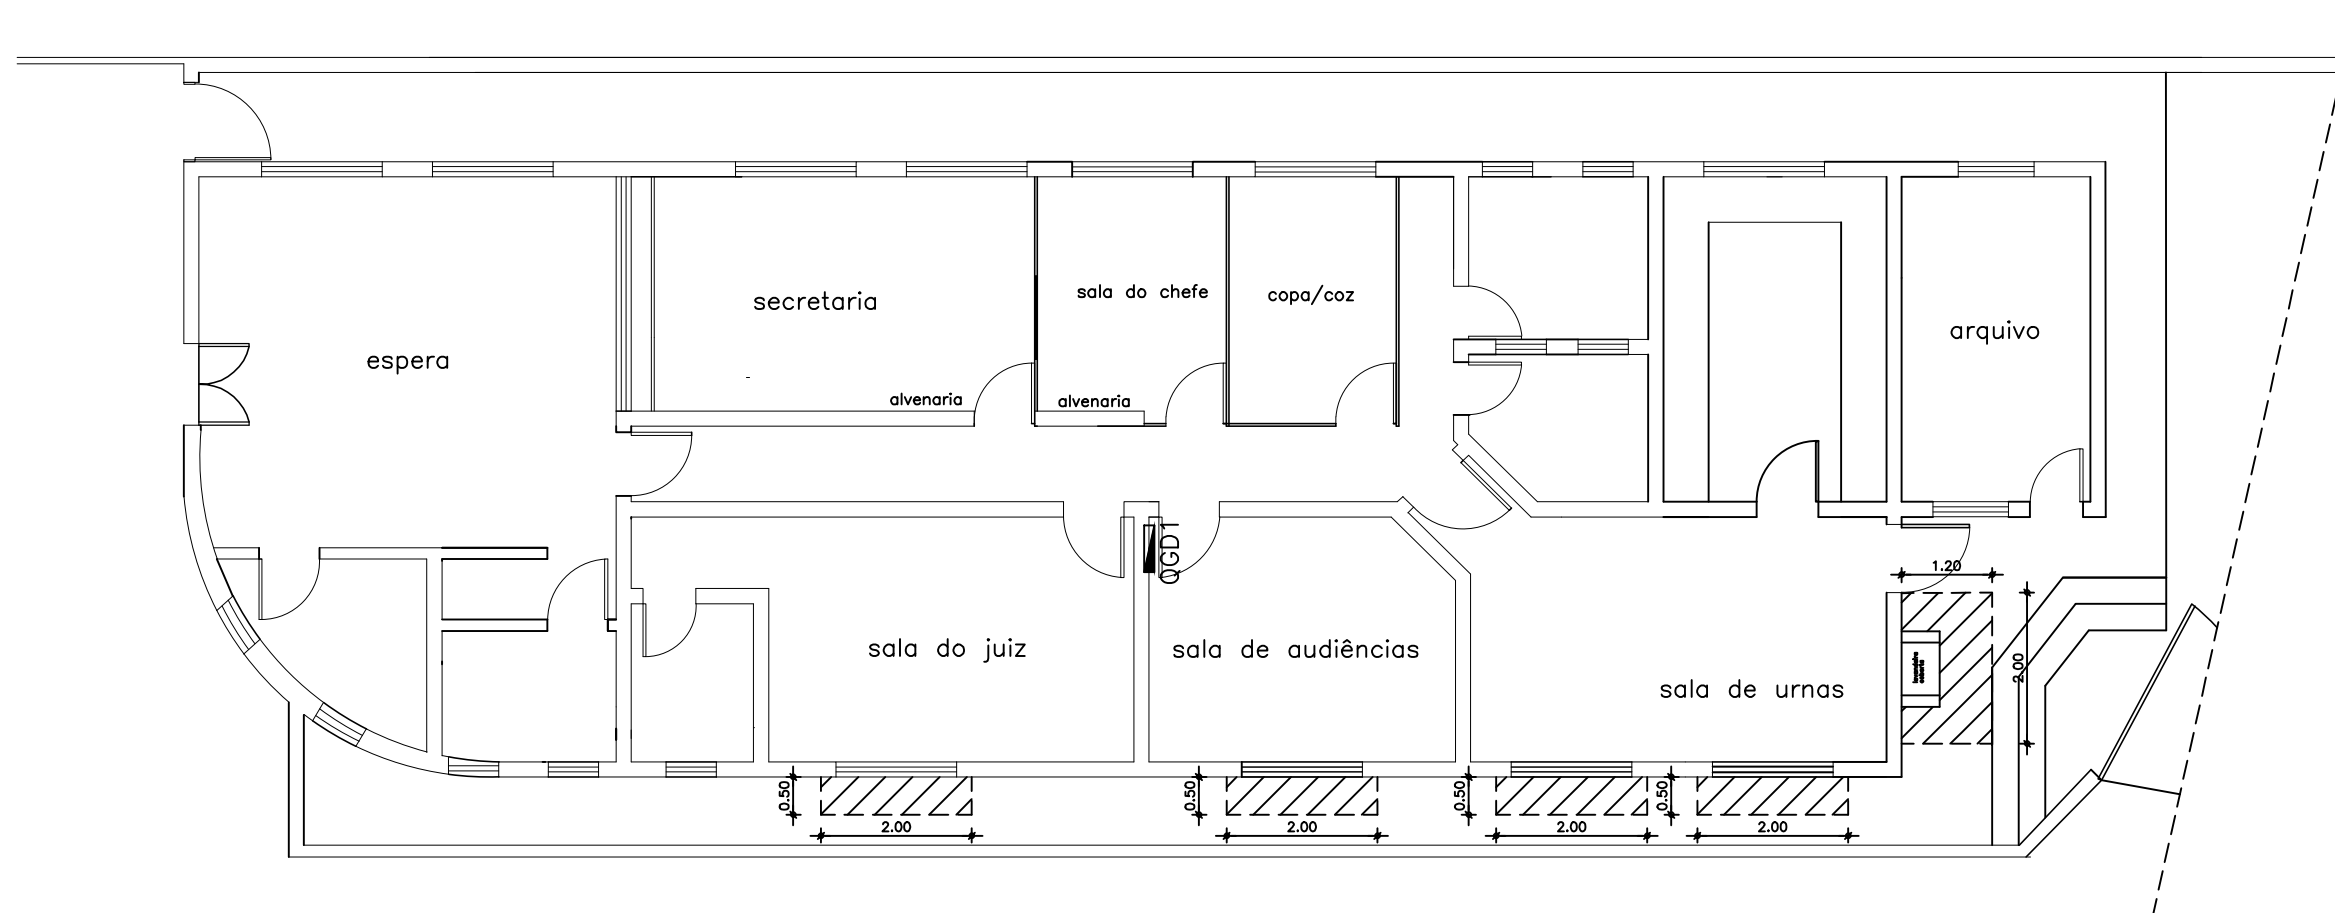 sala do chefe
copa/coz
secretaria
arquivo
espera
alvenaria
alvenaria
QGD1
1.20
sala do juiz
sala de audiências
2.00
sala de urnas
0.50
0.50
0.50
0.50
2.00
2.00
2.00
2.00